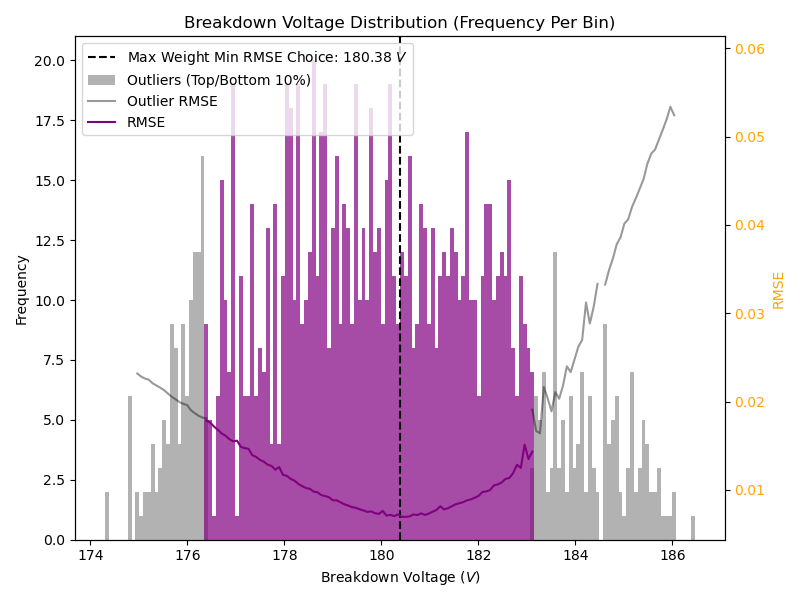 Breakdown Voltage Distribution (Frequency Per Bin)
Max Weight Min RMSE Choice: 180.38 V
Outliers (Top/Bottom 10%)
Outlier RMSE
RMSE
20.0
17.5
15.0
12.5
10.0
7.5
5.0
2.5
0.0
Frequency
0.06
0.05
0.04
0.03
0.02
0.01
RMSE
174
176
178
180
182
184
186
Breakdown Voltage (V)